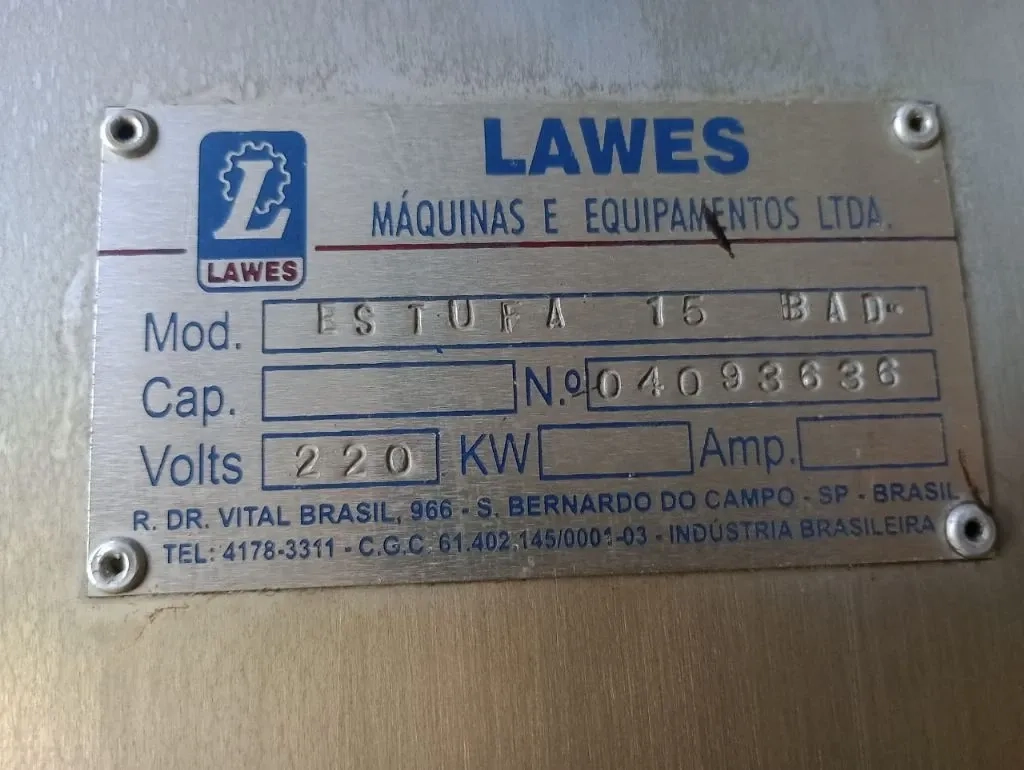 LAWES
MÁQUINAS E EQUIPAMENTOS LTDA.
L
LAWES
Mod. ESTUFA 15 BAD.
Cap. N.º 04093636
Volts 220 KW Amp.
R. DR. VITAL BRASIL, 966 - S. BERNARDO DO CAMPO - SP - BRASIL
TEL: 4178-3311 - C.G.C. 61.402.145/0001-03 - INDÚSTRIA BRASILEIRA